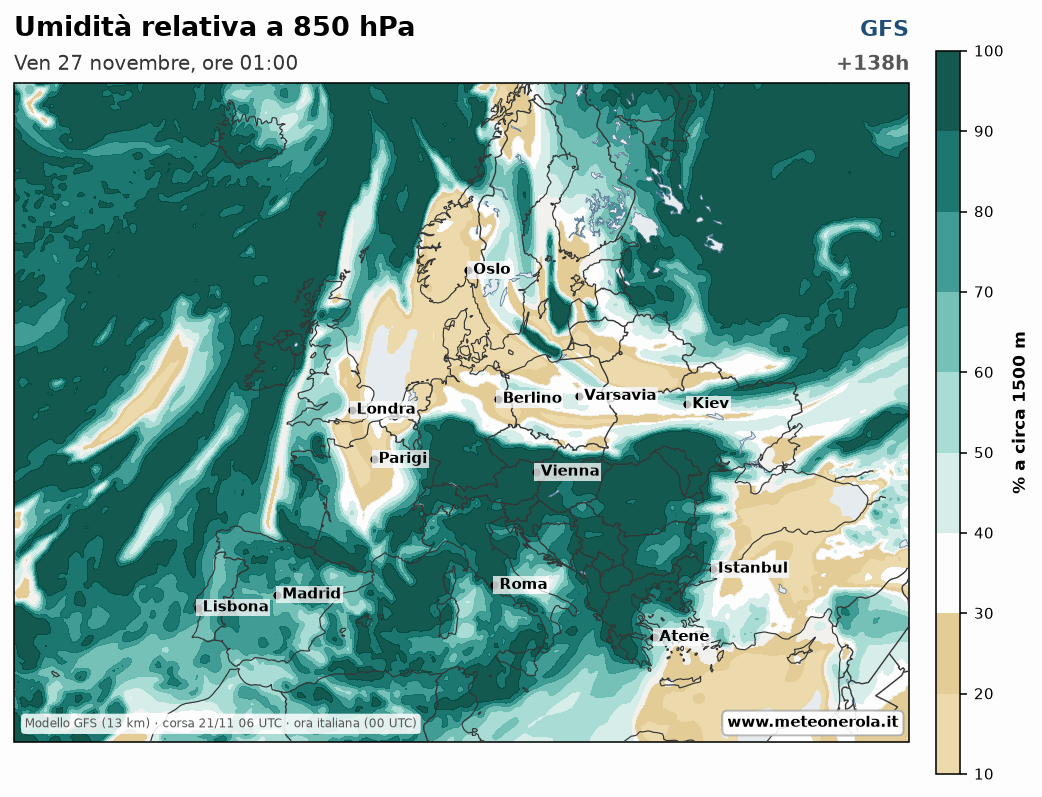 Umidità relativa a 850 hPa
GFS
Ven 27 novembre, ore 01:00
+138h
100
90
80
70
60
50
40
30
20
10
% a circa 1500 m
Oslo
Berlino
Varsavia
Kiev
Londra
Parigi
Vienna
Istanbul
Roma
Madrid
Lisbona
Atene
Modello GFS (13 km) · corsa 21/11 06 UTC · ora italiana (00 UTC)
www.meteonerola.it